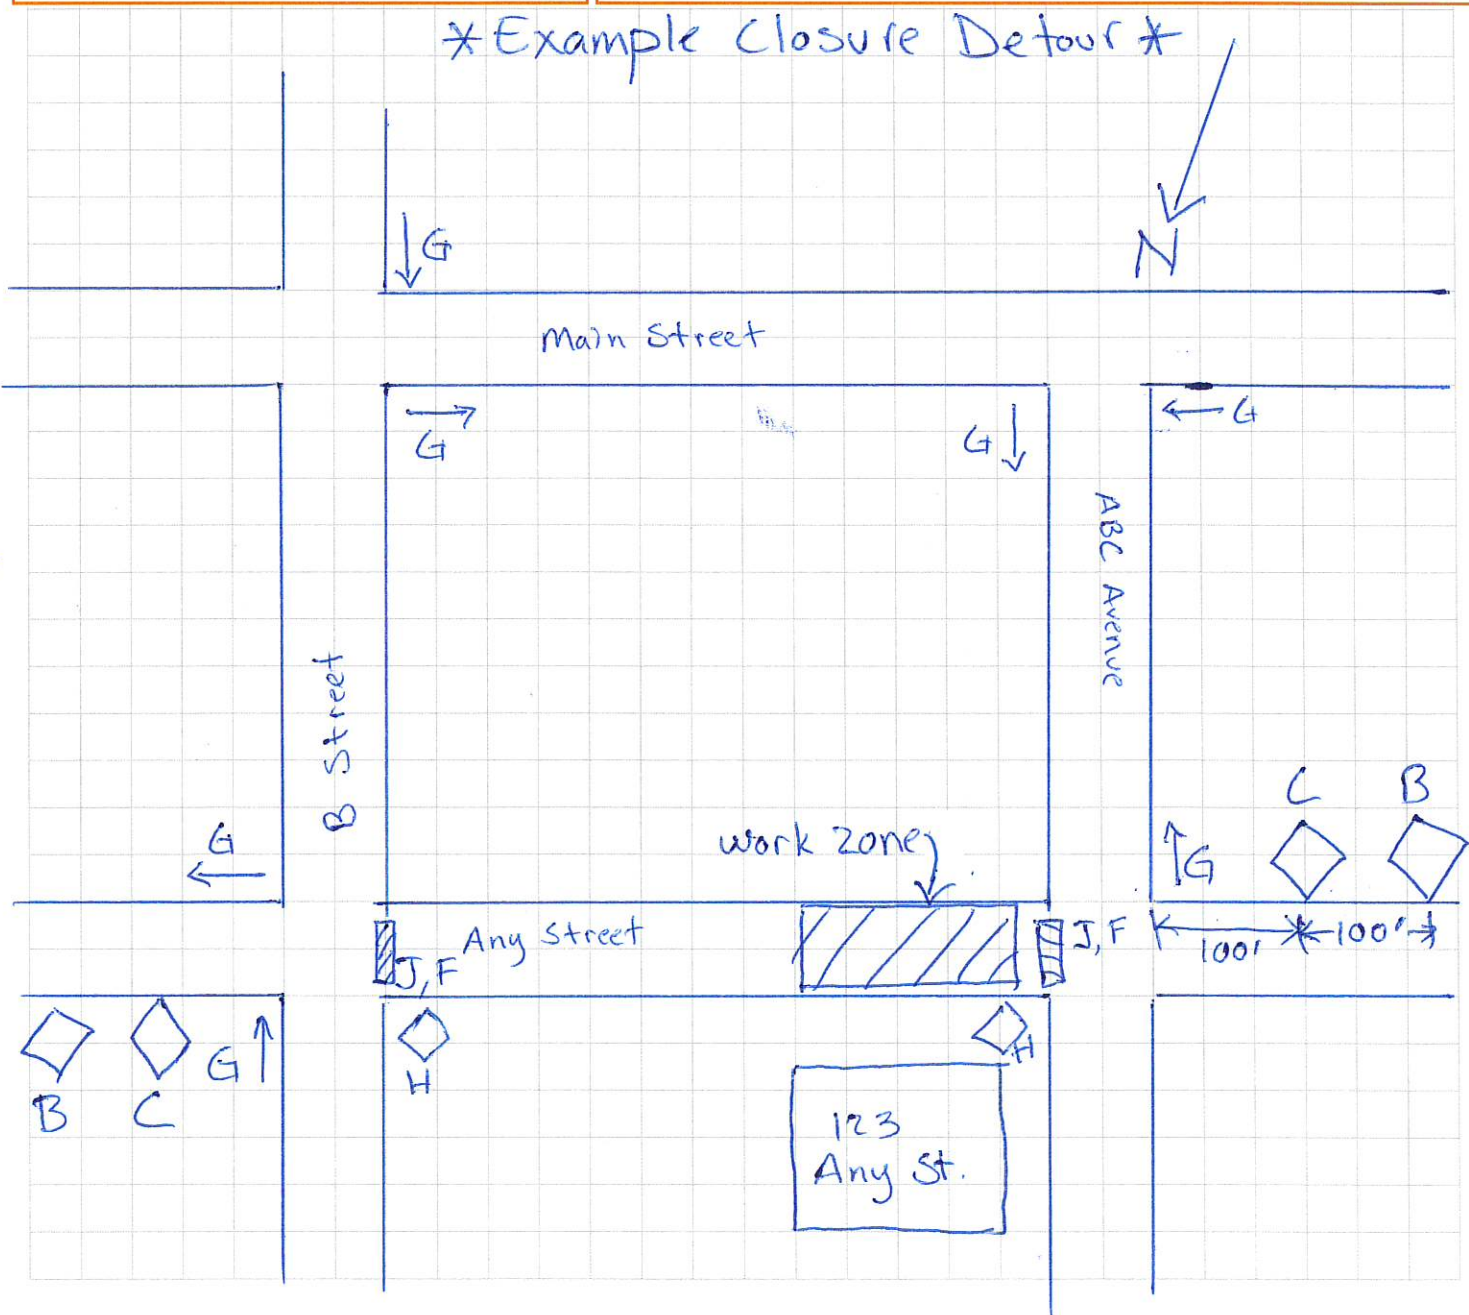 *Example Closure Detour*
G
N
Main Street
G
G
G
ABC Avenue
B Street
C
B
G
work zone
G
J, F
Any Street
J, F
100'
100'
G
H
H
B
C
123
Any St.